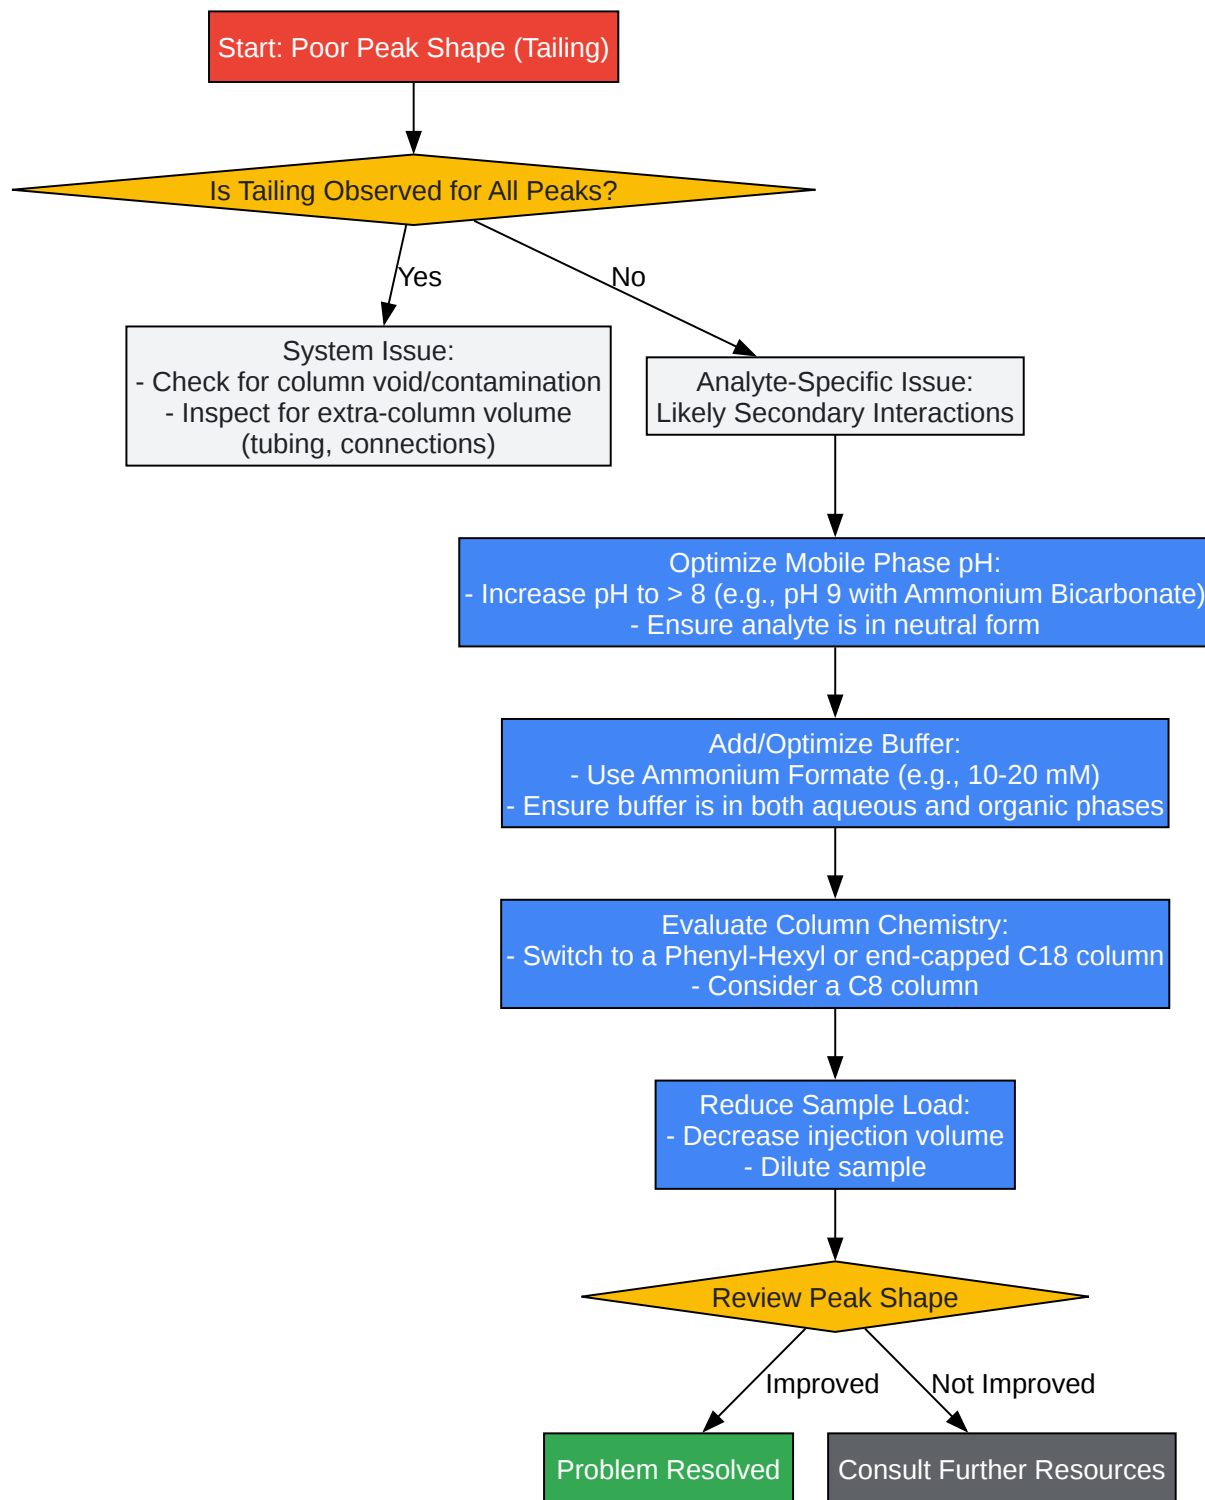 Start: Poor Peak Shape (Tailing)
Is Tailing Observed for All Peaks?
Yes
No
System Issue:
- Check for column void/contamination
- Inspect for extra-column volume
(tubing, connections)
Analyte-Specific Issue:
Likely Secondary Interactions
Optimize Mobile Phase pH:
- Increase pH to > 8 (e.g., pH 9 with Ammonium Bicarbonate)
- Ensure analyte is in neutral form
Add/Optimize Buffer:
- Use Ammonium Formate (e.g., 10-20 mM)
- Ensure buffer is in both aqueous and organic phases
Evaluate Column Chemistry:
- Switch to a Phenyl-Hexyl or end-capped C18 column
- Consider a C8 column
Reduce Sample Load:
- Decrease injection volume
- Dilute sample
Review Peak Shape
Improved
Not Improved
Problem Resolved
Consult Further Resources